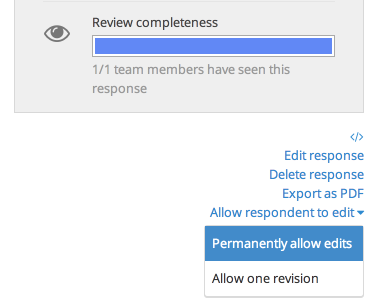 Review completeness
1/1 team members have seen this
response
</>
Edit response
Delete response
Export as PDF
Allow respondent to edit
Permanently allow edits
Allow one revision